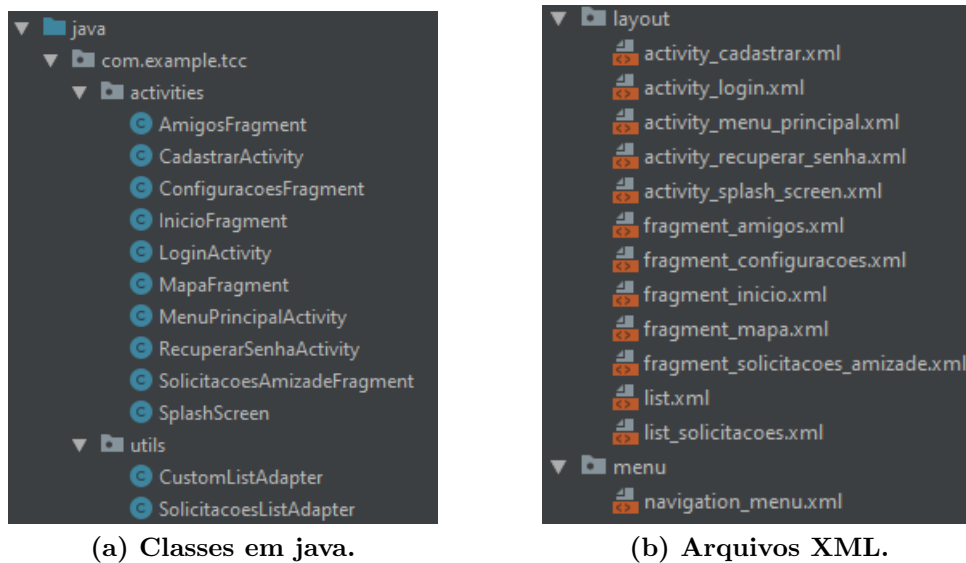 java
com.example.tcc
activities
AmigosFragment
CadastrarActivity
ConfiguracoesFragment
InicioFragment
LoginActivity
MapaFragment
MenuPrincipalActivity
RecuperarSenhaActivity
SolicitacoesAmizadeFragment
SplashScreen
utils
CustomListAdapter
SolicitacoesListAdapter
(a) Classes em java.
layout
activity_cadastrar.xml
activity_login.xml
activity_menu_principal.xml
activity_recuperar_senha.xml
activity_splash_screen.xml
fragment_amigos.xml
fragment_configuracoes.xml
fragment_inicio.xml
fragment_mapa.xml
fragment_solicitacoes_amizade.xml
list.xml
list_solicitacoes.xml
menu
navigation_menu.xml
(b) Arquivos XML.